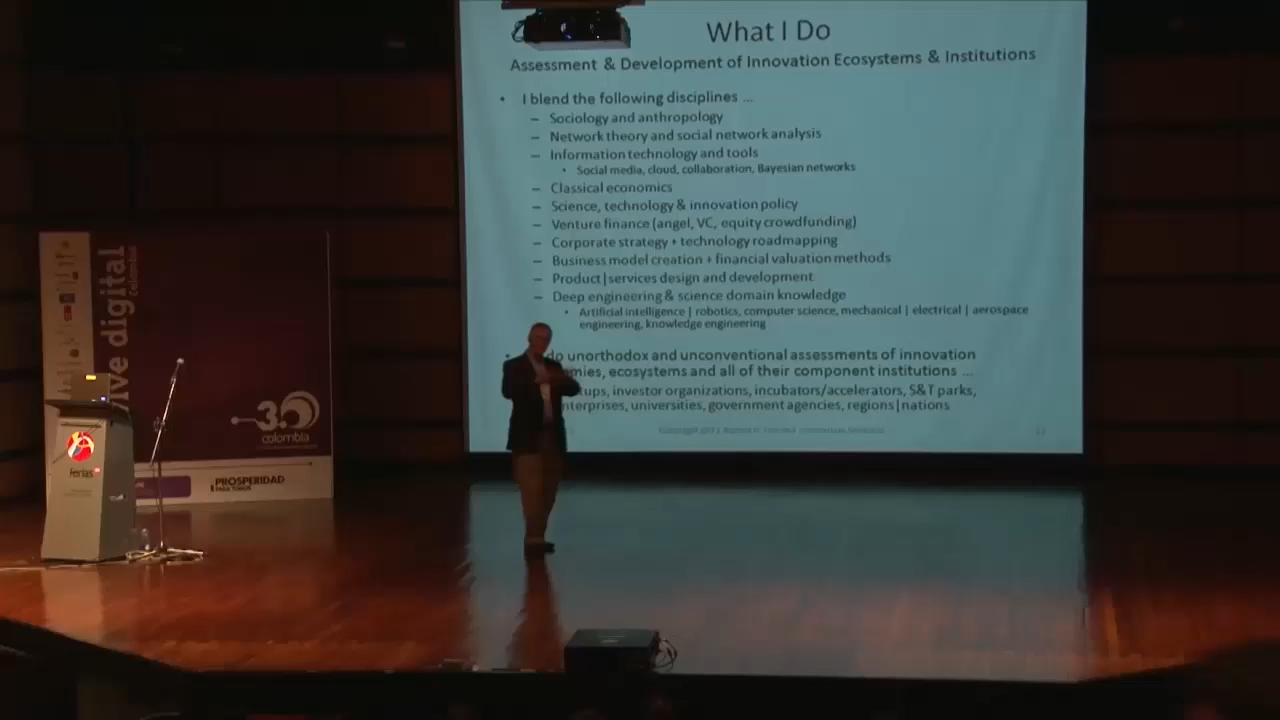 What I Do
Assessment & Development of Innovation Ecosystems & Institutions
• I blend the following disciplines ...
– Sociology and anthropology
– Network theory and social network analysis
– Information technology and tools
• Social media, cloud, collaboration, Bayesian networks
– Classical economics
– Science, technology & innovation policy
– Venture finance (angel, VC, equity crowdfunding)
– Corporate strategy + technology roadmapping
– Business model creation + financial valuation methods
– Product|services design and development
– Deep engineering & science domain knowledge
• Artificial intelligence | robotics, computer science, mechanical | electrical | aerospace
engineering, knowledge engineering
do unorthodox and unconventional assessments of innovation
ecosystems and all of their component institutions ...
investor organizations, incubators/accelerators, S&T parks,
universities, government agencies, regions|nations
ive digital
Colombia
3.0
colombia
ferias
PROSPERIDAD
PARA TODOS